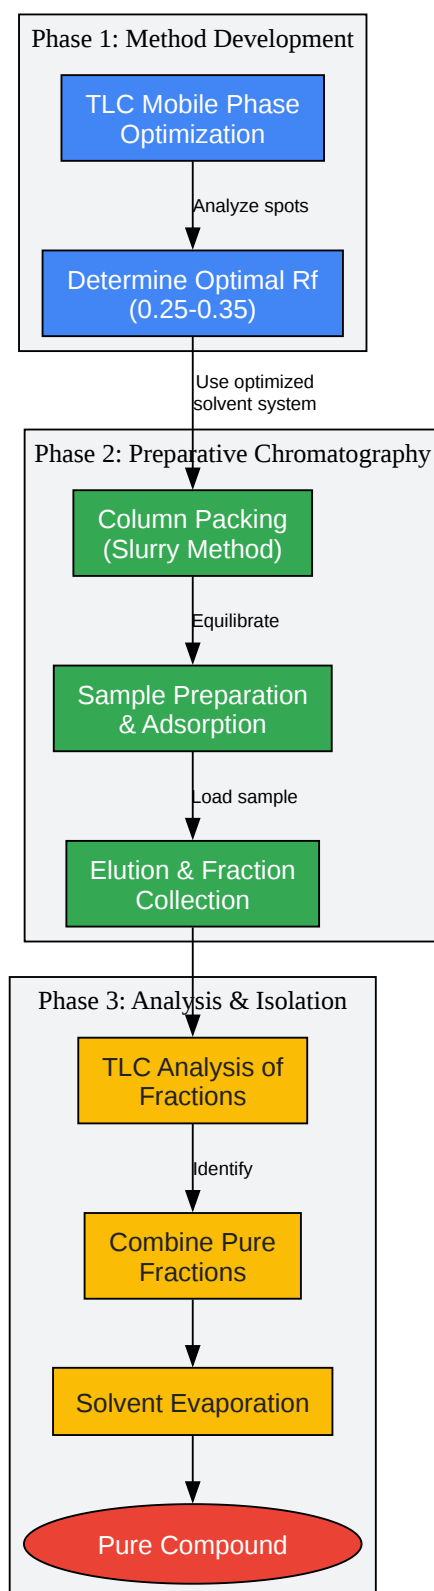 Phase 1: Method Development
TLC Mobile Phase
Optimization
Analyze spots
Determine Optimal Rf
(0.25-0.35)
Use optimized
solvent system
Phase 2: Preparative Chromatography
Column Packing
(Slurry Method)
Equilibrate
Sample Preparation
& Adsorption
Load sample
Elution & Fraction
Collection
Phase 3: Analysis & Isolation
TLC Analysis of
Fractions
Identify
Combine Pure
Fractions
Solvent Evaporation
Pure Compound